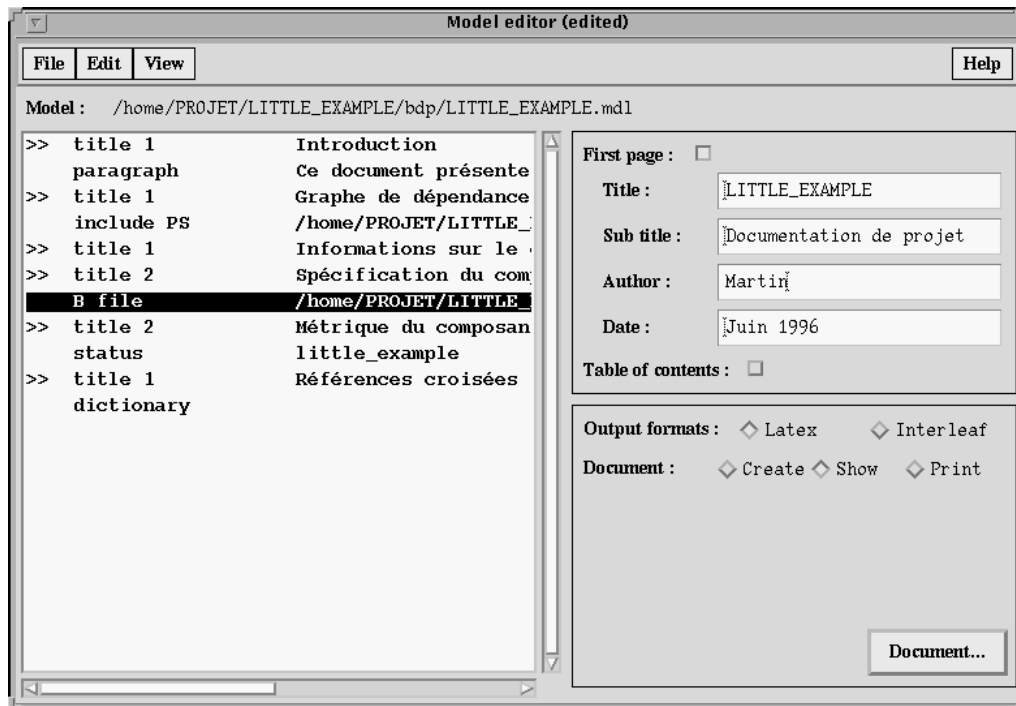 Model editor (edited)
File Edit View Help
Model : /home/PROJET/LITTLE_EXAMPLE/bdp/LITTLE_EXAMPLE.mdl
>> title 1 Introduction
paragraph Ce document présente
>> title 1 Graphe de dépendance
include PS /home/PROJET/LITTLE_
>> title 1 Informations sur le
>> title 2 Spécification du com
B file /home/PROJET/LITTLE_
>> title 2 Métrique du composan
status little_example
>> title 1 Références croisées
dictionary
First page :
Title : LITTLE_EXAMPLE
Sub title : Documentation de projet
Author : Martin
Date : Juin 1996
Table of contents :
Output formats : Latex Interleaf
Document : Create Show Print
Document...